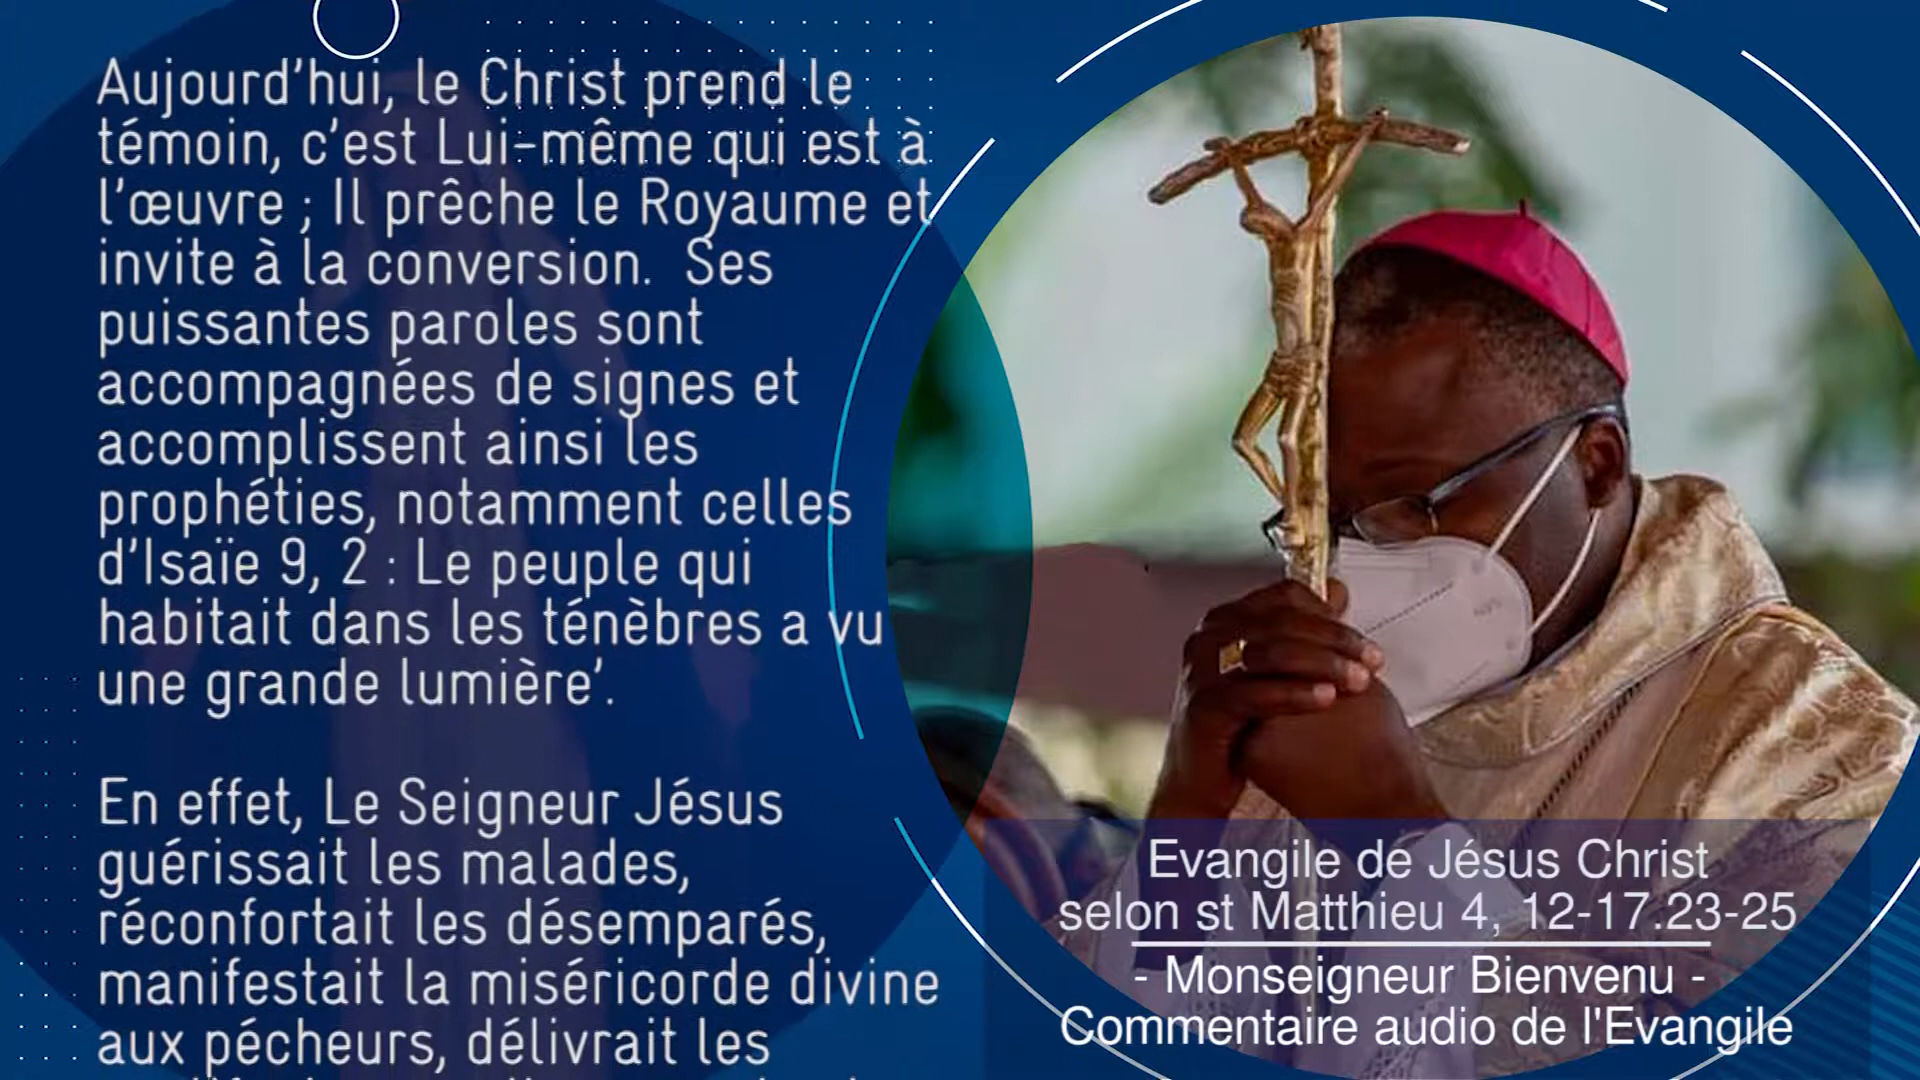 Aujourd’hui, le Christ prend le
témoin, c’est Lui-même qui est à
l’œuvre ; Il prêche le Royaume et
invite à la conversion.  Ses
puissantes paroles sont
accompagnées de signes et
accomplissent ainsi les
prophéties, notamment celles
d’Isaïe 9, 2 : Le peuple qui
habitait dans les ténèbres a vu
une grande lumière’.
En effet, Le Seigneur Jésus
guérissait les malades,
réconfortait les désemparés,
manifestait la miséricorde divine
aux pécheurs, délivrait les
Evangile de Jésus Christ
selon st Matthieu 4, 12-17.23-25
- Monseigneur Bienvenu -
Commentaire audio de l'Evangile